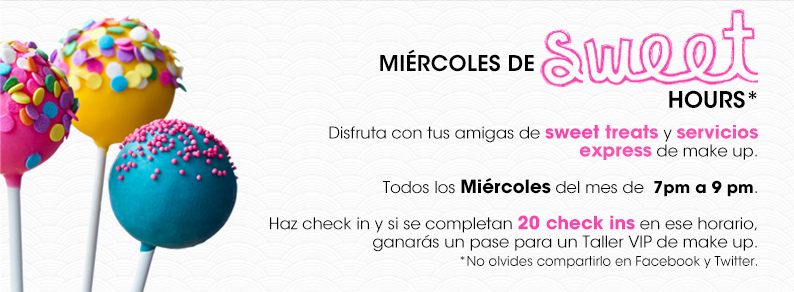 MIÉRCOLES DE sweet
HOURS*
Disfruta con tus amigas de sweet treats y servicios
express de make up.
Todos los Miércoles del mes de 7pm a 9 pm.
Haz check in y si se completan 20 check ins en ese horario,
ganarás un pase para un Taller VIP de make up.
*No olvides compartirlo en Facebook y Twitter.